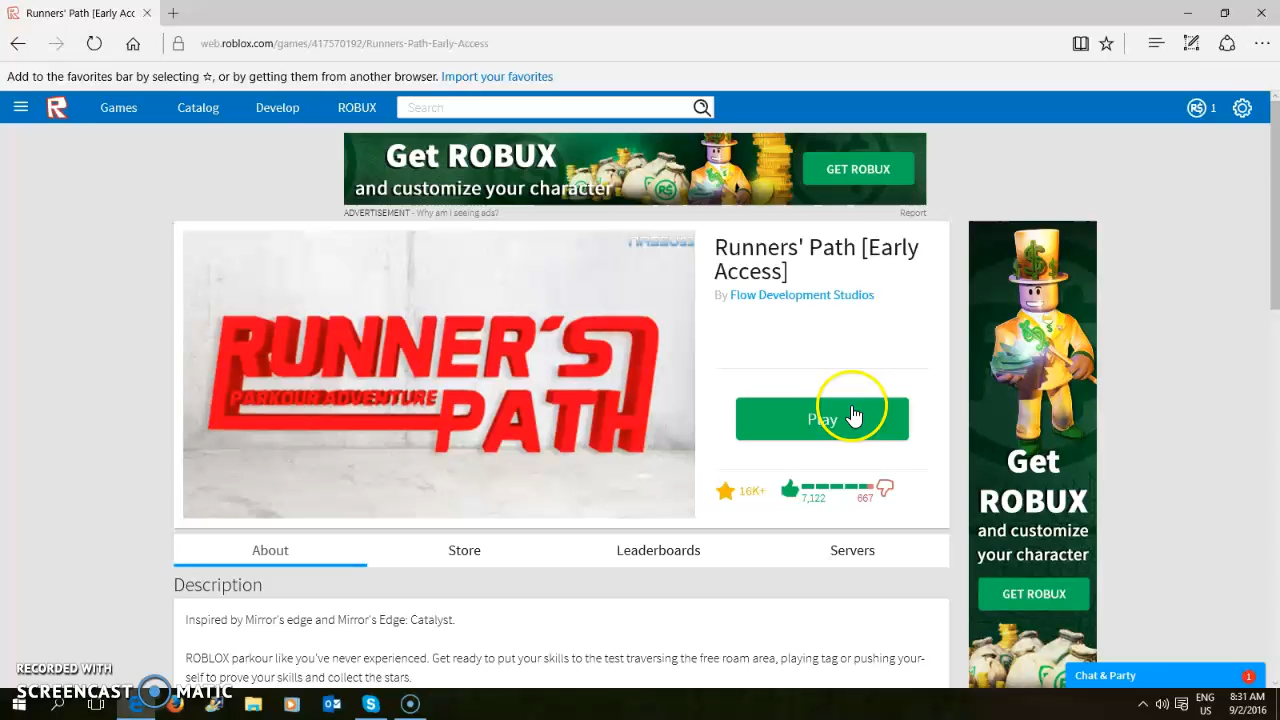 Runners' Path [Early Acc
web.roblox.com/games/417570192/Runners-Path-Early-Access
Add to the favorites bar by selecting ☆, or by getting them from another browser. Import your favorites
Games Catalog Develop ROBUX Search 1
Get ROBUX
and customize your character
GET ROBUX
ADVERTISEMENT - Why am I seeing ads? Report
RUNNER'S
PARKOUR ADVENTURE
PATH
Runners' Path [Early
Access]
By Flow Development Studios
Play
16K+ 7,122 667
Get
ROBUX
and customize
your character
GET ROBUX
About Store Leaderboards Servers
Description
Inspired by Mirror's edge and Mirror's Edge: Catalyst.
ROBLOX parkour like you've never experienced. Get ready to put your skills to the test traversing the free roam area, playing tag or pushing your-
self to prove your skills and collect the stars.
Chat & Party 1
RECORDED WITH
SCREENCAST MATIC
ENG
US
8:31 AM
9/2/2016